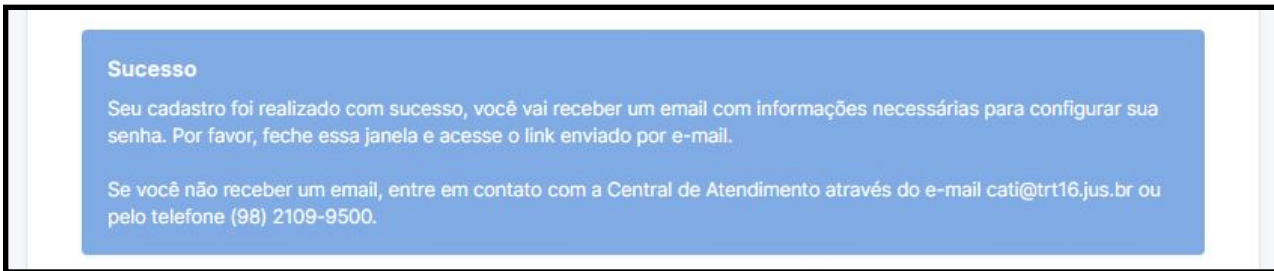 Sucesso
Seu cadastro foi realizado com sucesso, você vai receber um email com informações necessárias para configurar sua
senha. Por favor, feche essa janela e acesse o link enviado por e-mail.
Se você não receber um email, entre em contato com a Central de Atendimento através do e-mail cati@trt16.jus.br ou
pelo telefone (98) 2109-9500.